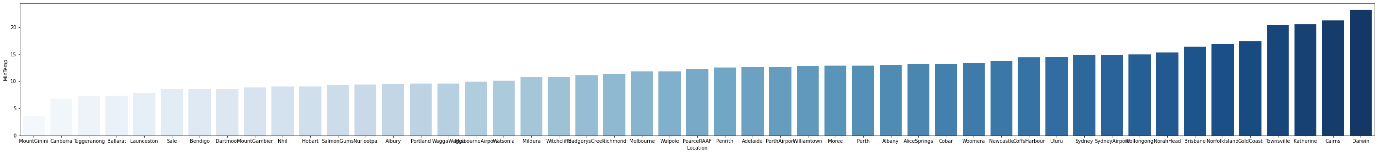 20
15
10
5
0
MinTemp
MountGinini Canberra Tuggeranong Ballarat Launceston Sale Bendigo Dartmoor MountGambier Nhil Hobart SalmonGums Nuriootpa Albury Portland WaggaWagga MelbourneAirport Watsonia Mildura Witchcliffe BadgerysCreek Richmond Melbourne Walpole PearceRAAF Penrith Adelaide PerthAirport Williamtown Moree Perth Albany AliceSprings Cobar Woomera Newcastle CoffsHarbour Uluru Sydney SydneyAirport Wollongong NorahHead Brisbane NorfolkIsland GoldCoast Townsville Katherine Cairns Darwin
Location